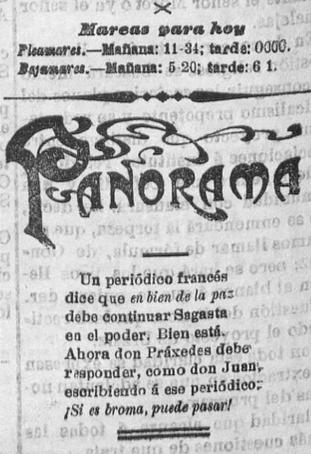 Mareas para hoy
Pleamares.—Mañana: 11-34; tarde: 0000.
Bajamares.—Mañana: 5-20; tarde: 6 1.
PANORAMA
Un periódico francés
dice que en bien de la paz
debe continuar Sagasta
en el poder. Bien está.
Ahora don Práxedes debe
responder, como don Juan,
escribiendo á ese periódico:
¡Si es broma, puede pasar!